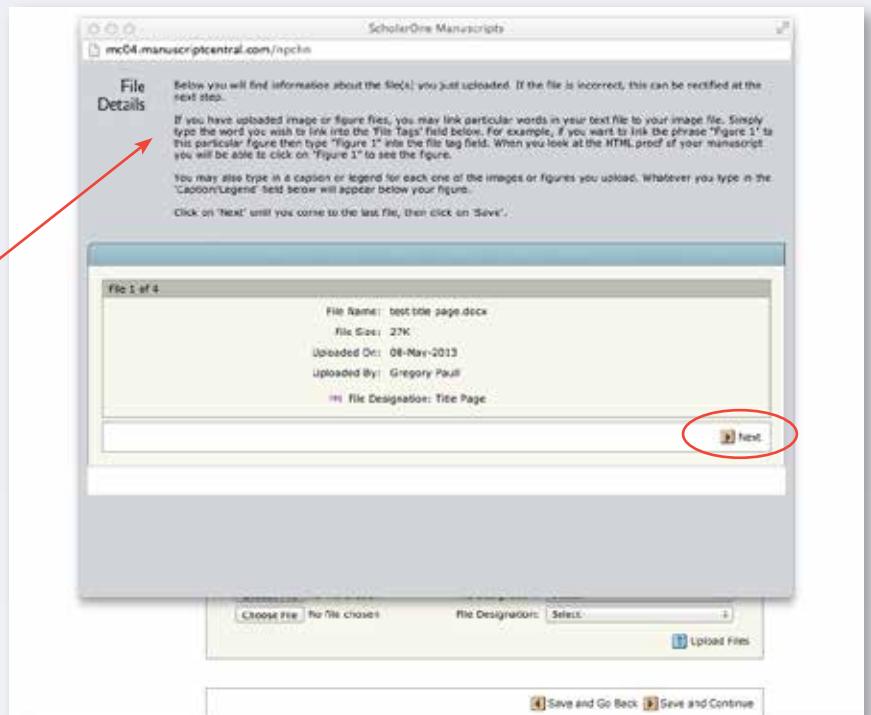 ScholarOne Manuscripts
mc04.manuscriptcentral.com/npchn
File
Details
Below you will find information about the file(s) you just uploaded. If the file is incorrect, this can be rectified at the
next step.
If you have uploaded image or figure files, you may link particular words in your text file to your image file. Simply
type the word you wish to link into the 'File Tags' field below. For example, if you want to link the phrase "Figure 1" to
this particular figure then type "Figure 1" into the file tag field. When you look at the HTML proof of your manuscript
you will be able to click on "Figure 1" to see the figure.
You may also type in a caption or legend for each one of the images or figures you upload. Whatever you type in the
'Caption/Legend' field below will appear below your figure.
Click on 'Next' until you come to the last file, then click on 'Save'.
File 1 of 4
File Name: test title page.docx
File Size: 27K
Uploaded On: 08-May-2013
Uploaded By: Gregory Paull
File Designation: Title Page
Next
Choose File No file chosen File Designation: Select
Upload Files
Save and Go Back Save and Continue